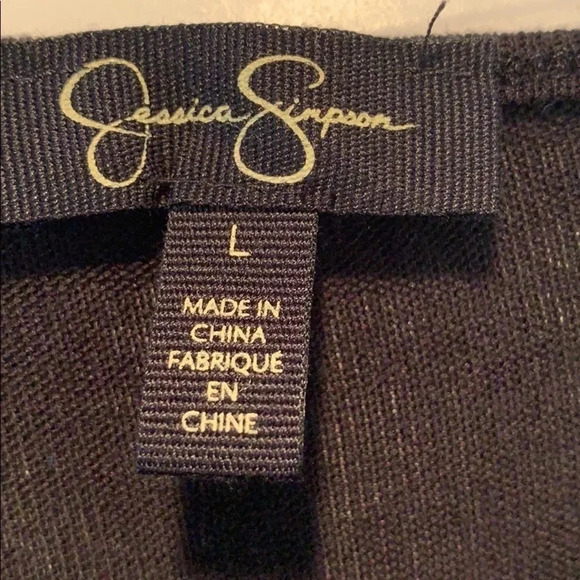 Jessica Simpson
L
MADE IN
CHINA
FABRIQUÉ
EN
CHINE